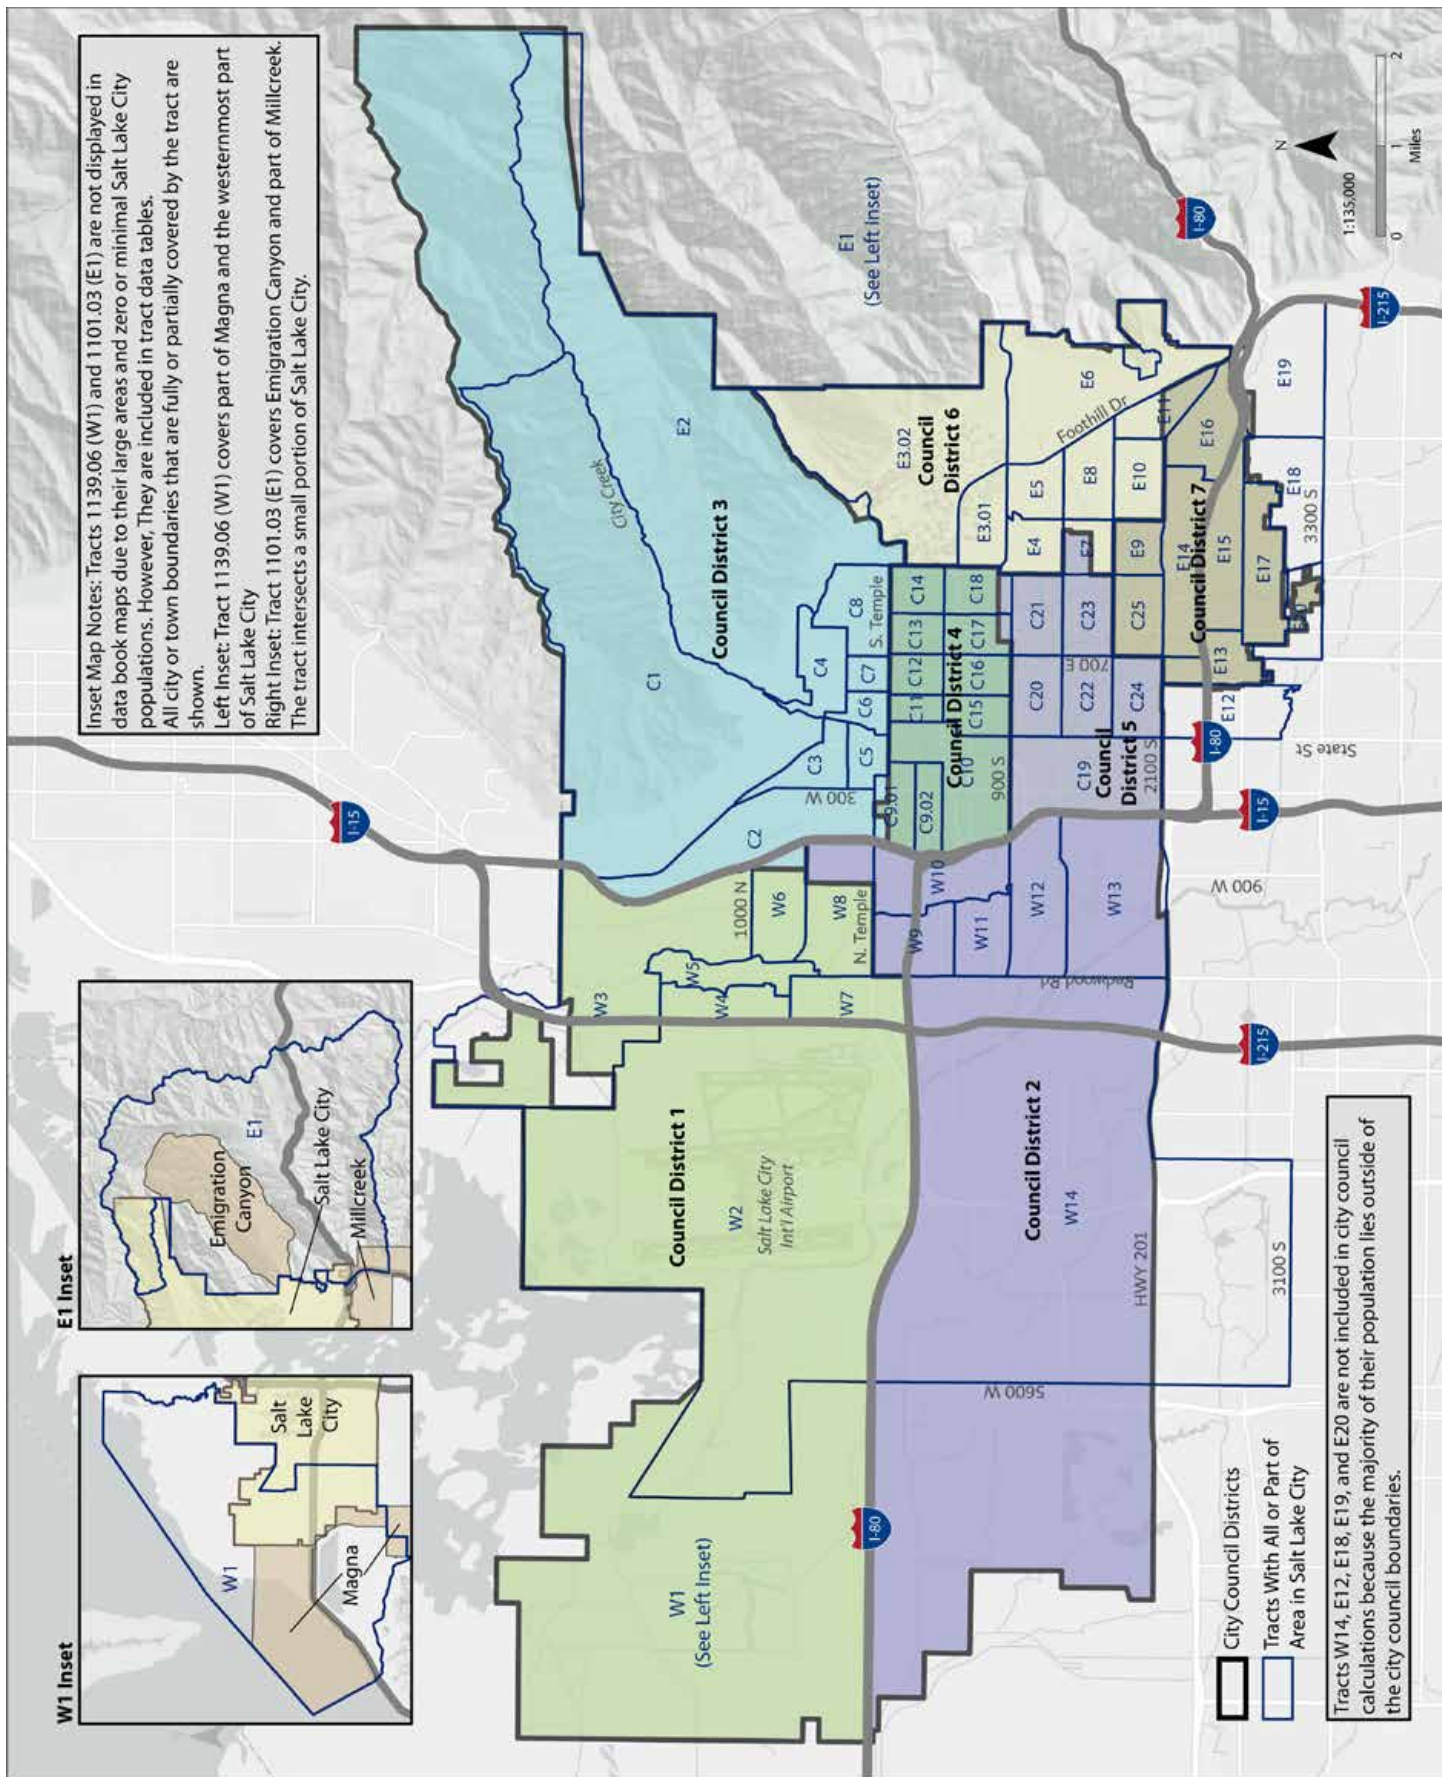 W1 Inset
W1
Magna
Salt
Lake
City
E1 Inset
E1
Emigration
Canyon
Salt Lake City
Millcreek
Inset Map Notes: Tracts 1139.06 (W1) and 1101.03 (E1) are not displayed in
data book maps due to their large areas and zero or minimal Salt Lake City
populations. However, They are included in tract data tables.
All city or town boundaries that are fully or partially covered by the tract are
shown.
Left Inset: Tract 1139.06 (W1) covers part of Magna and the westernmost part
of Salt Lake City
Right Inset: Tract 1101.03 (E1) covers Emigration Canyon and part of Millcreek.
The tract intersects a small portion of Salt Lake City.
I-15
W1
(See Left Inset)
Council District 1
W2
Salt Lake City
Int'l Airport
W3
W4
W5
W6
W7
W8
1000 N
N. Temple
I-80
Council District 2
W14
5600 W
HWY 201
3100 S
W9
W10
W11
W12
W13
Redwood Rd
900 W
I-215
Council District 3
City Creek
C1
C2
C3
C4
C5
C6
C7
C8
E2
300 W
S. Temple
Council
District 4
C9.01
C9.02
C10
C11
C12
C13
C14
C15
C16
C17
C18
900 S
Council
District 5
C19
C20
C21
C22
C23
C24
C25
700 E
2100 S
I-15
I-80
State St
Council
District 6
E3.02
E3.01
E4
E5
E6
E7
E8
E9
E10
E11
Foothill Dr
E1
(See Left Inset)
Council District 7
E12
E13
E14
E15
E16
E17
E18
E19
E20
3300 S
I-80
I-215
N
1:135,000
0
1
2
Miles
City Council Districts
Tracts With All or Part of
Area in Salt Lake City
Tracts W14, E12, E18, E19, and E20 are not included in city council
calculations because the majority of their population lies outside of
the city council boundaries.